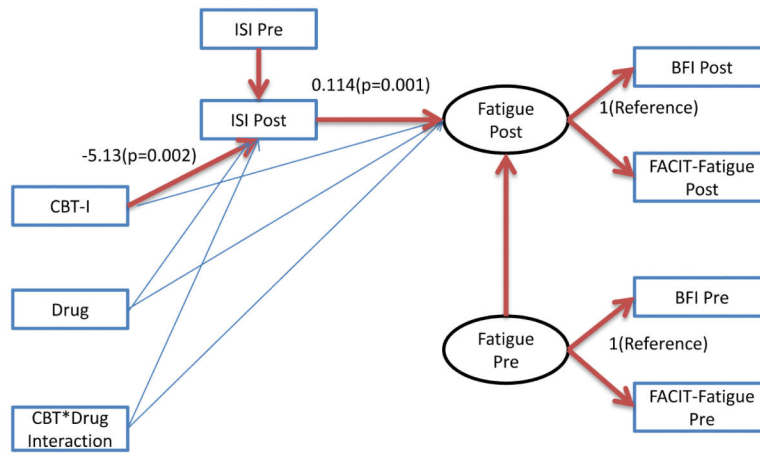 ISI Pre
BFI Post
0.114(p=0.001)
1(Reference)
ISI Post
Fatigue
Post
-5.13(p=0.002)
FACIT-Fatigue
Post
CBT-I
BFI Pre
Drug
Fatigue
Pre
1(Reference)
FACIT-Fatigue
Pre
CBT*Drug
Interaction